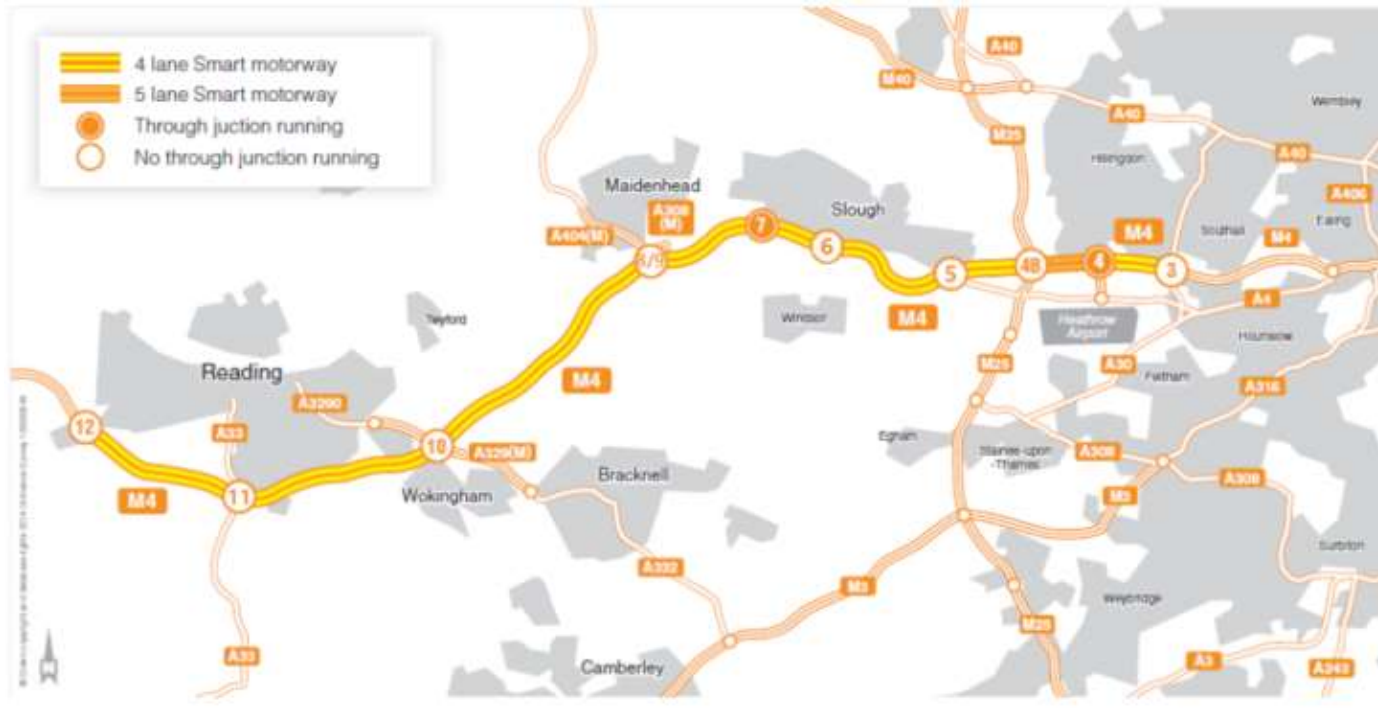 4 lane Smart motorway
5 lane Smart motorway
Through juction running
No through junction running
A40
M40
Wembley
A40
M25
Hillingdon
A40
Maidenhead
A308
(M)
A404(M)
Slough
A406
Southall
Ealing
M4
M4
7
6
8/9
5
4B
4
3
M4
A4
Windsor
Heathrow
Airport
Hounslow
Twyford
Reading
M4
M25
A30
Feltham
A316
A3290
12
A33
10
A329(M)
Egham
Staines-upon
-Thames
A308
Bracknell
M4
11
Wokingham
M3
A308
A332
M3
Surbiton
Weybridge
M25
A33
Camberley
A3
A243